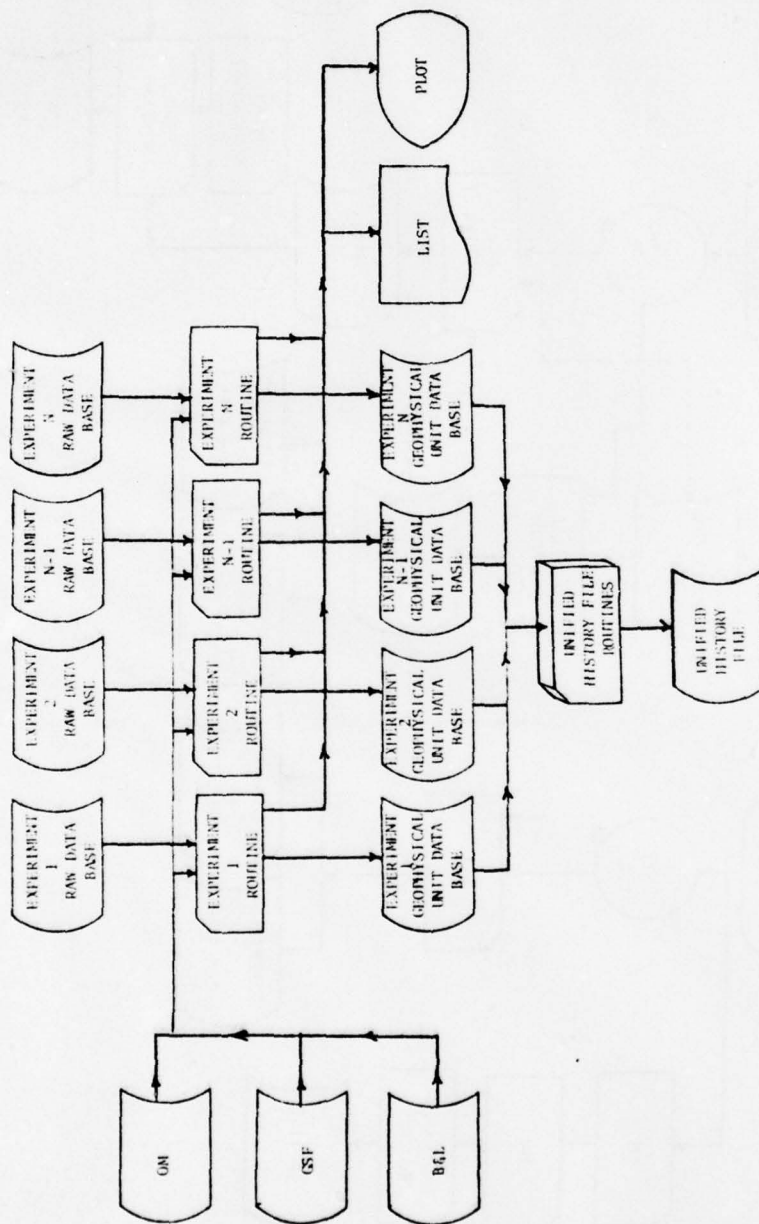 EXPERIMENT
1
RAW DATA
BASE
EXPERIMENT
2
RAW DATA
BASE
EXPERIMENT
N-1
RAW DATA
BASE
EXPERIMENT
N
RAW DATA
BASE
OM
GSF
B&L
EXPERIMENT
1
ROUTINE
EXPERIMENT
2
ROUTINE
EXPERIMENT
N-1
ROUTINE
EXPERIMENT
N
ROUTINE
EXPERIMENT
1
GEOPHYSICAL
UNIT DATA
BASE
EXPERIMENT
2
GLOPHYSICAL
UNIT DATA
BASE
EXPERIMENT
N-1
GEOPHYSICAL
UNIT DATA
BASE
EXPERIMENT
N
GEOPHYSICAL
UNIT DATA
BASE
LIST
PLOT
UNIFIED
HISTORY FILE
ROUTINES
UNIFIED
HISTORY
FILE